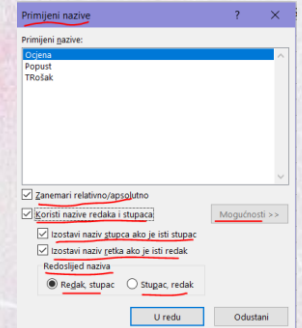 Primijeni nazive ? ×
Primijeni nazive:
Ocjena
Popust
TRošak
Zanemari relativno/apsolutno
Koristi nazive redaka i stupaca
Mogućnosti >>
Izostavi naziv stupca ako je isti stupac
Izostavi naziv retka ako je isti redak
Redoslijed naziva
Redak, stupac
Stupac, redak
U redu
Odustani